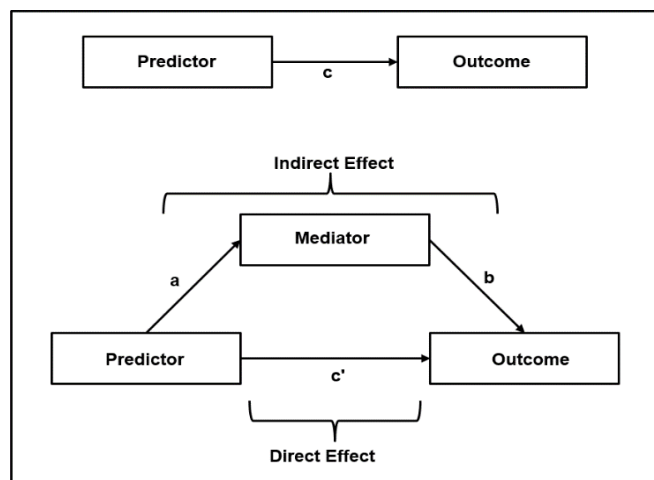 Predictor
Outcome
c
Indirect Effect
Mediator
a
b
Predictor
Outcome
c'
Direct Effect